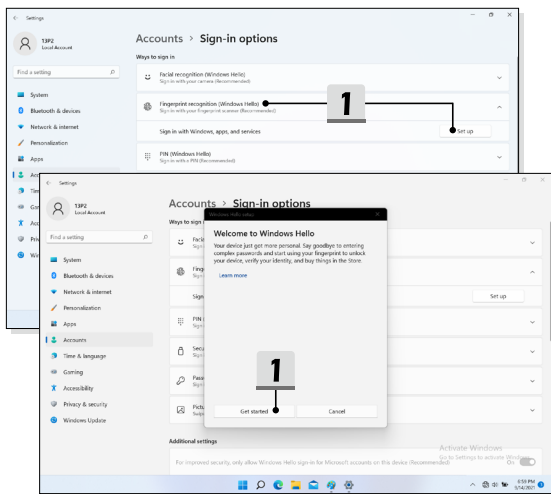 Settings
13P2
Local Account
Find a setting
System
Bluetooth & devices
Network & internet
Personalization
Apps
Accounts > Sign-in options
Ways to sign in
Facial recognition (Windows Hello)
Sign in with your camera (Recommended)
Fingerprint recognition (Windows Hello)
Sign in with your fingerprint scanner (Recommended)
1
Sign in with Windows, apps, and services
Set up
PIN (Windows Hello)
Sign in with a PIN (Recommended)
Settings
13P2
Local Account
Find a setting
System
Bluetooth & devices
Network & internet
Personalization
Apps
Accounts
Time & language
Gaming
Accessibility
Privacy & security
Windows Update
Accounts > Sign-in options
Ways to sign
Windows Hello setup
Welcome to Windows Hello
Your device just got more personal. Say goodbye to entering
complex passwords and start using your fingerprint to unlock
your device, verify your identity, and buy things in the Store.
Learn more
Set up
1
Get started
Cancel
Additional settings
For improved security, only allow Windows Hello sign-in for Microsoft accounts on this device (Recommended)
On
Activate Windows
Go to Settings to activate Windows.
6:59 PM